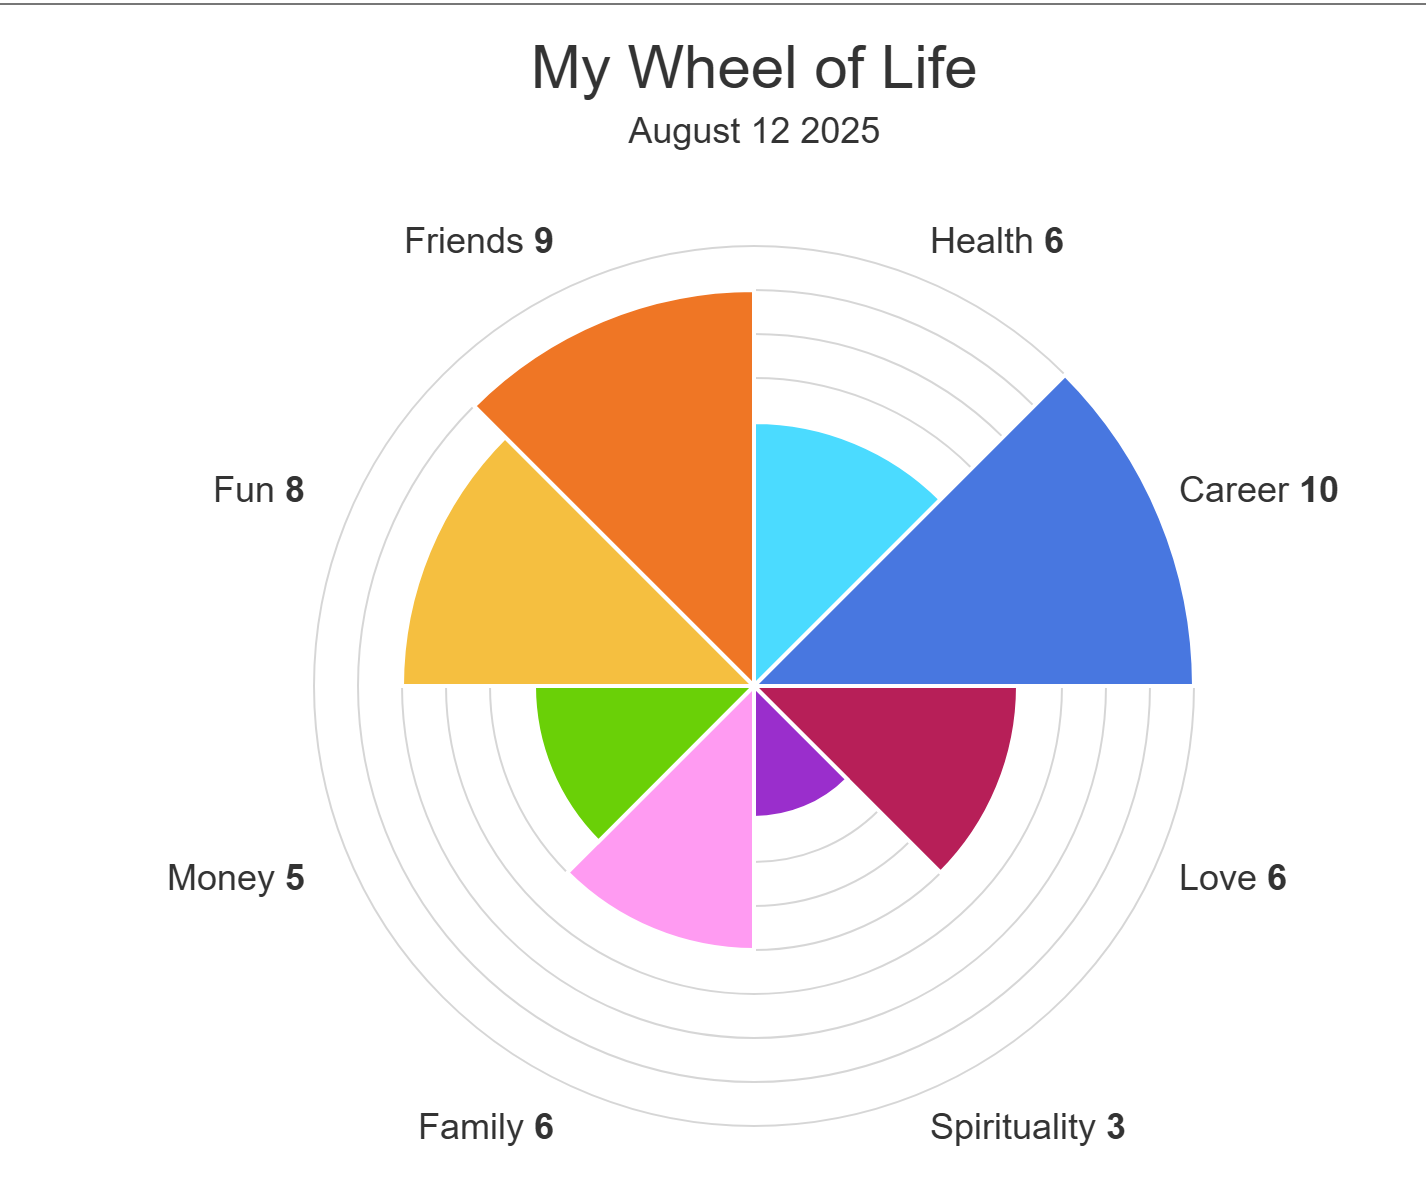 My Wheel of Life
August 12 2025
Friends 9
Health 6
Fun 8
Career 10
Money 5
Love 6
Family 6
Spirituality 3